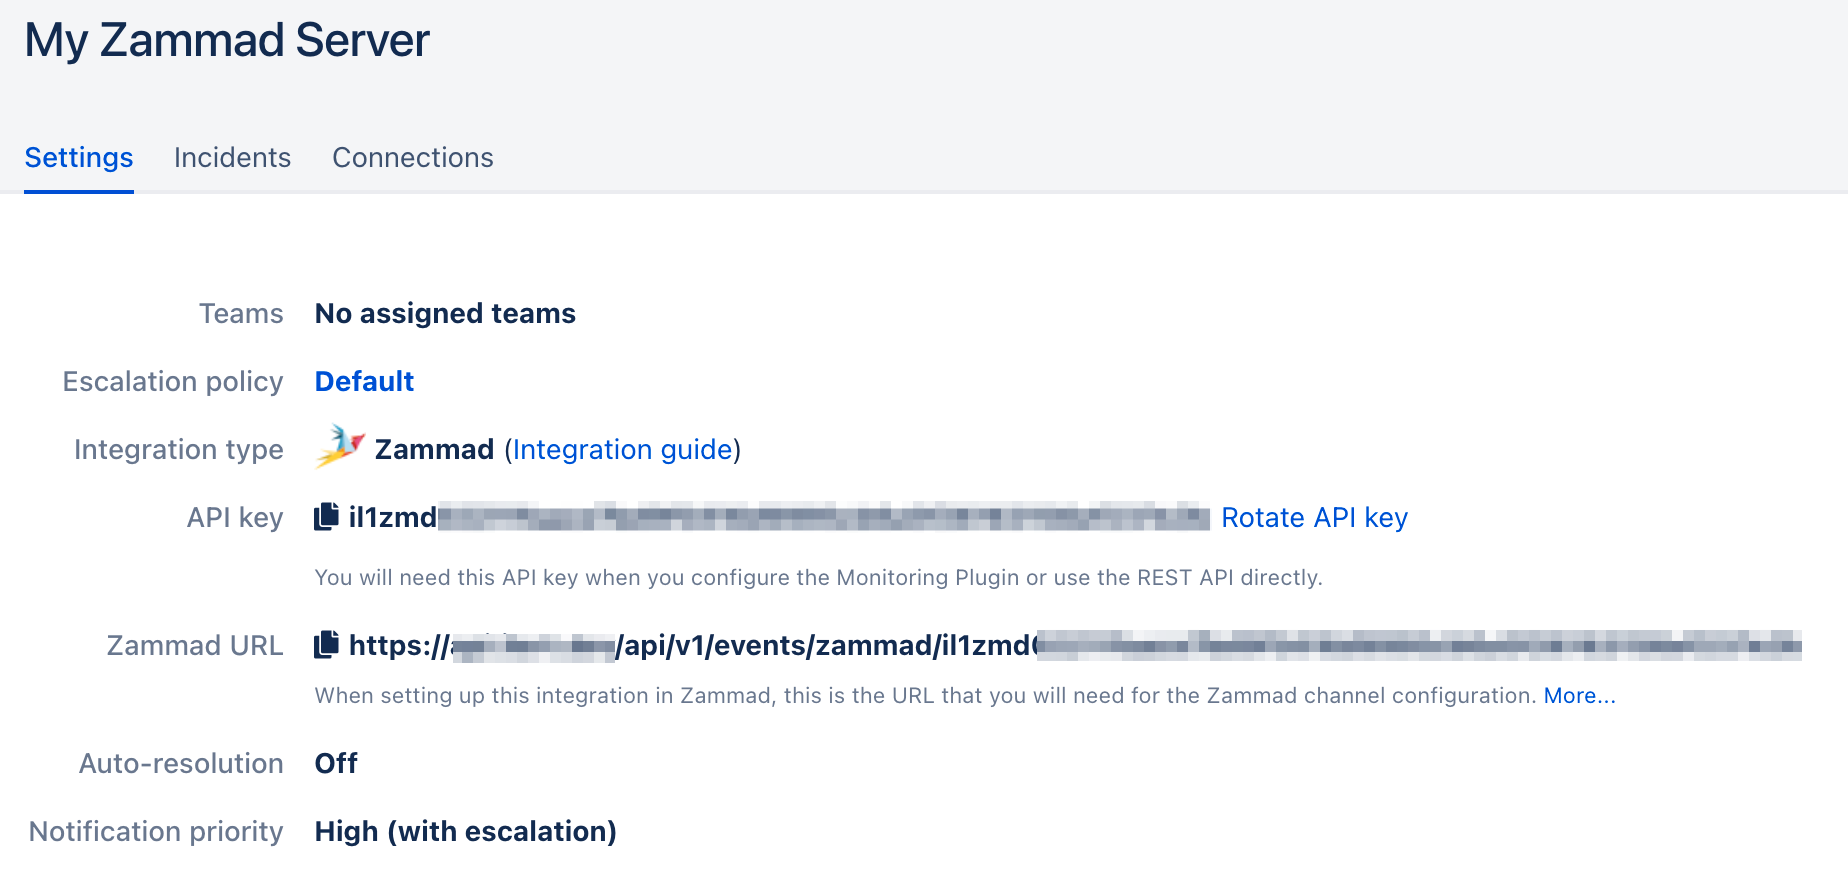 My Zammad Server
Settings Incidents Connections
Teams No assigned teams
Escalation policy Default
Integration type Zammad (Integration guide)
API key il1zmd Rotate API key
You will need this API key when you configure the Monitoring Plugin or use the REST API directly.
Zammad URL https:// /api/v1/events/zammad/il1zmd
When setting up this integration in Zammad, this is the URL that you will need for the Zammad channel configuration. More...
Auto-resolution Off
Notification priority High (with escalation)